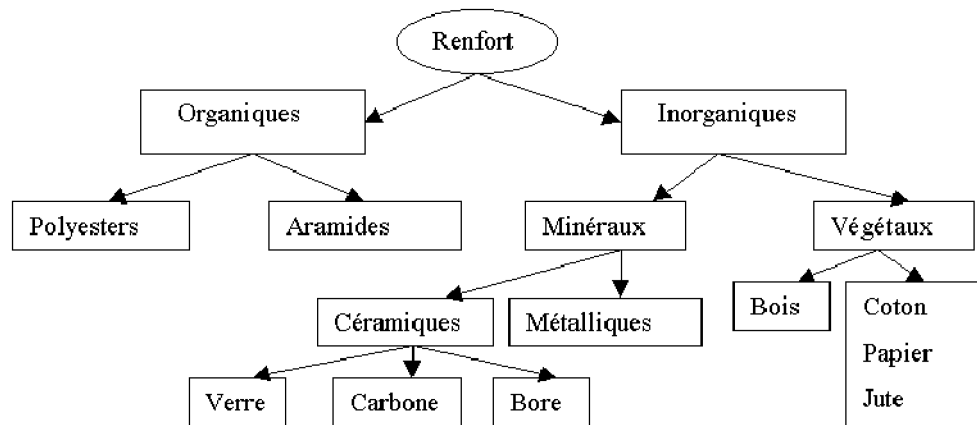 Renfort
Organiques
Inorganiques
Polyesters
Aramides
Minéraux
Végétaux
Céramiques
Métalliques
Bois
Coton
Papier
Jute
Verre
Carbone
Bore